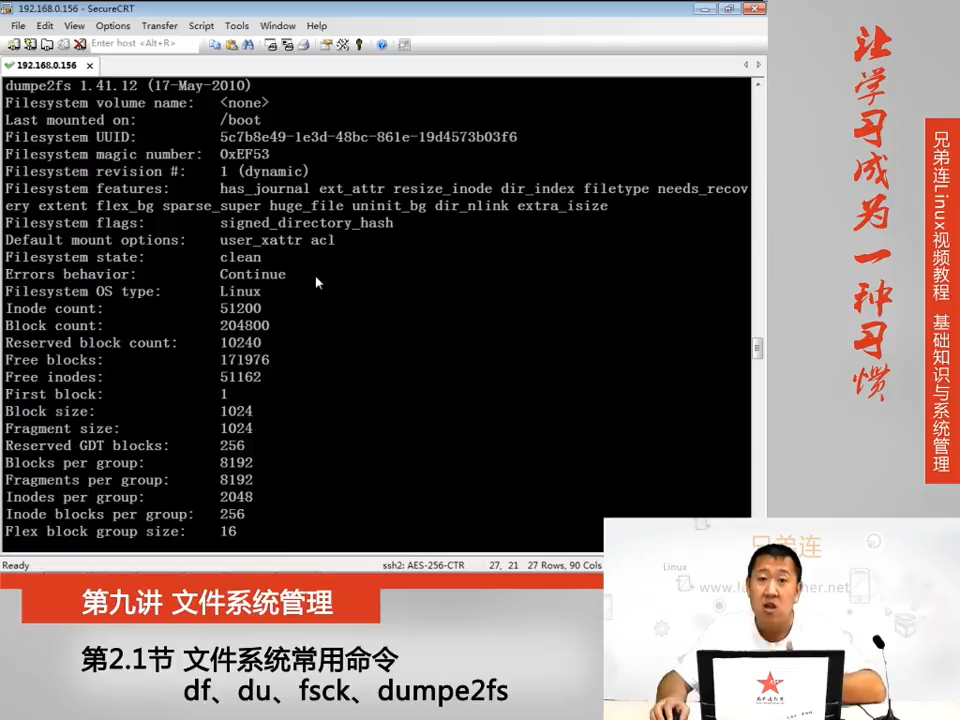 192.168.0.156 - SecureCRT
File Edit View Options Transfer Script Tools Window Help
Enter host <Alt+R>
192.168.0.156
dumpe2fs 1.41.12 (17-May-2010)
Filesystem volume name: <none>
Last mounted on: /boot
Filesystem UUID: 5c7b8e49-1e3d-48bc-861e-19d4573b03f6
Filesystem magic number: 0xEF53
Filesystem revision #: 1 (dynamic)
Filesystem features: has_journal ext_attr resize_inode dir_index filetype needs_recov
ery extent flex_bg sparse_super huge_file uninit_bg dir_nlink extra_isize
Filesystem flags: signed_directory_hash
Default mount options: user_xattr acl
Filesystem state: clean
Errors behavior: Continue
Filesystem OS type: Linux
Inode count: 51200
Block count: 204800
Reserved block count: 10240
Free blocks: 171976
Free inodes: 51162
First block: 1
Block size: 1024
Fragment size: 1024
Reserved GDT blocks: 256
Blocks per group: 8192
Fragments per group: 8192
Inodes per group: 2048
Inode blocks per group: 256
Flex block group size: 16
Ready ssh2: AES-256-CTR 27, 21 27 Rows, 90 Cols
让学习成为一种习惯
兄弟连Linux视频教程 基础知识与系统管理
第九讲 文件系统管理
第2.1节 文件系统常用命令
df、du、fsck、dumpe2fs
兄弟连
Linux